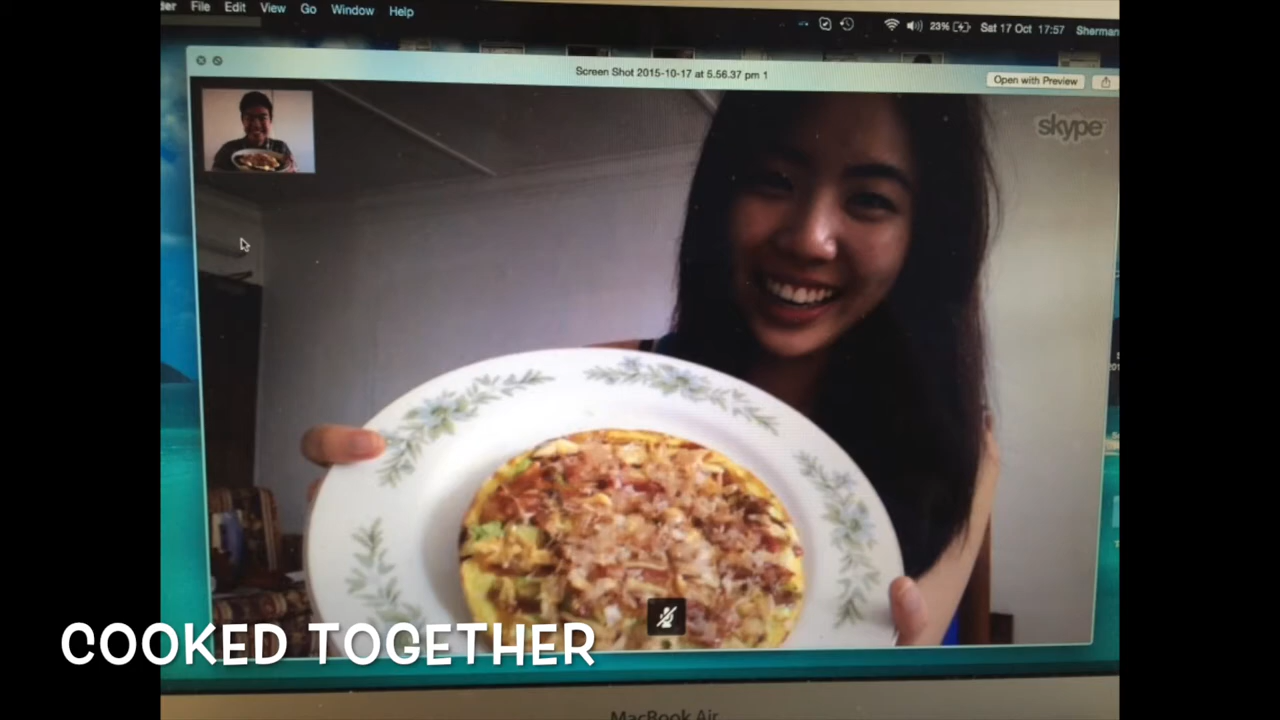 der File Edit View Go Window Help
23% Sat 17 Oct 17:57 Sherman
Screen Shot 2015-10-17 at 5.56.37 pm 1
Open with Preview
skype
COOKED TOGETHER
MacBook Air